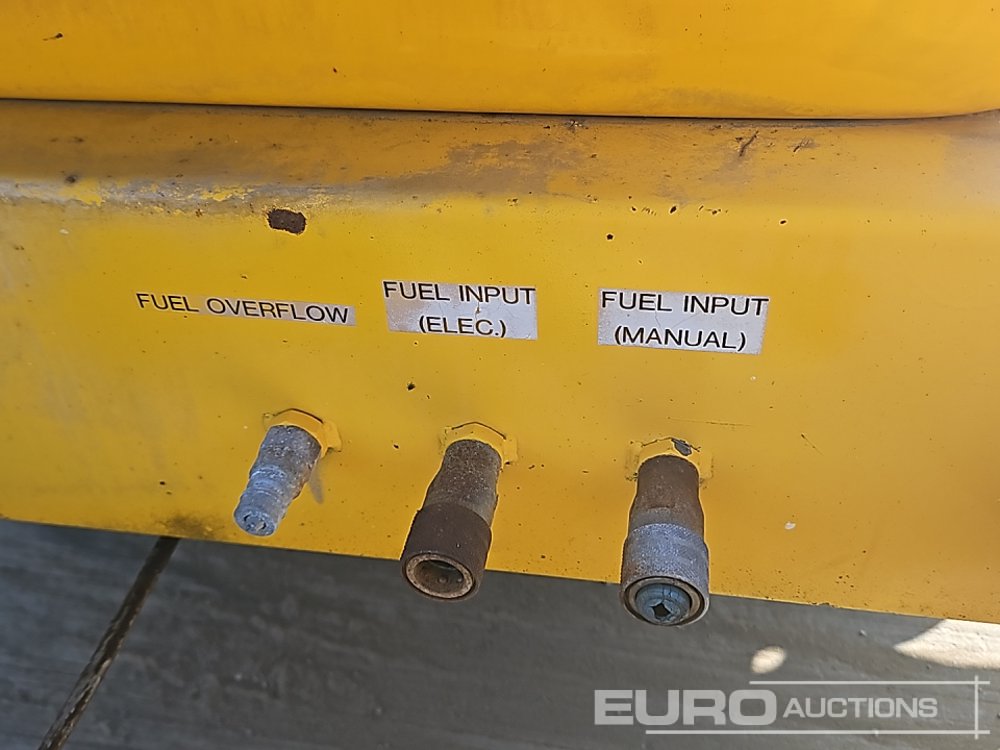 FUEL OVERFLOW
FUEL INPUT
(ELEC.)
FUEL INPUT
(MANUAL)
EURO AUCTIONS